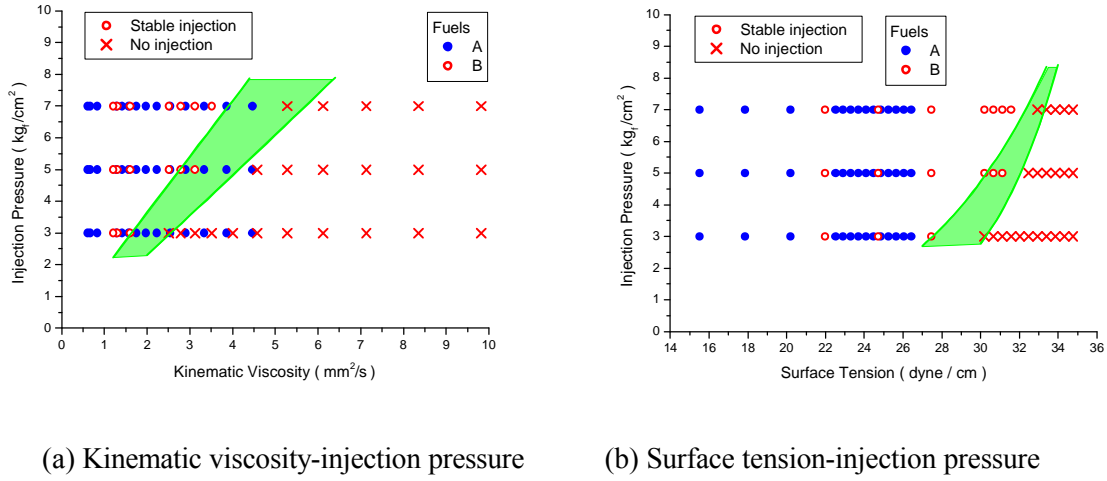 Stable injection
No injection
Fuels
A
B
Injection Pressure ( kgf/cm²)
10
9
8
7
6
5
4
3
2
1
0
0 1 2 3 4 5 6 7 8 9 10
Kinematic Viscosity ( mm²/s )
Stable injection
No injection
Fuels
A
B
Injection Pressure ( kgf/cm²)
10
9
8
7
6
5
4
3
2
1
0
14 16 18 20 22 24 26 28 30 32 34 36
Surface Tension ( dyne / cm )
(a) Kinematic viscosity-injection pressure
(b) Surface tension-injection pressure